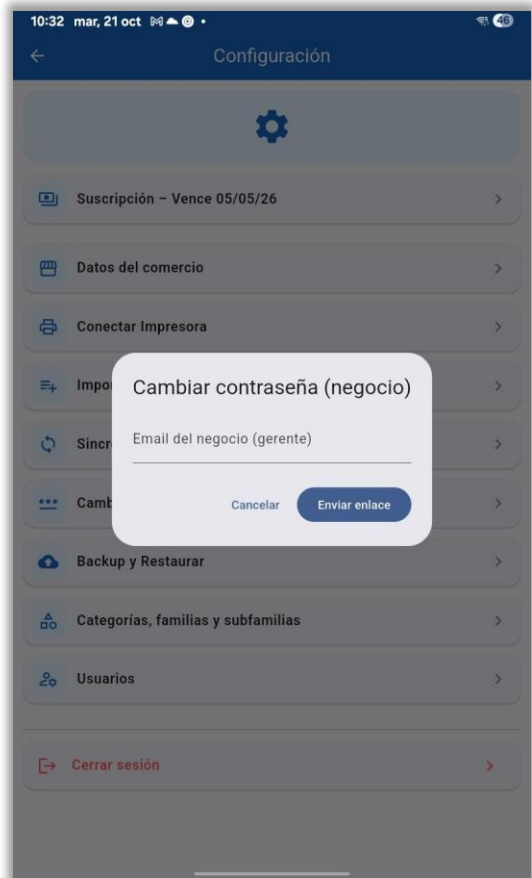 10:32 mar, 21 oct 46
Configuración
Suscripción – Vence 05/05/26
Datos del comercio
Conectar Impresora
Impo
Cambiar contraseña (negocio)
Sincr
Email del negocio (gerente)
Camb
Cancelar Enviar enlace
Backup y Restaurar
Categorías, familias y subfamilias
Usuarios
Cerrar sesión